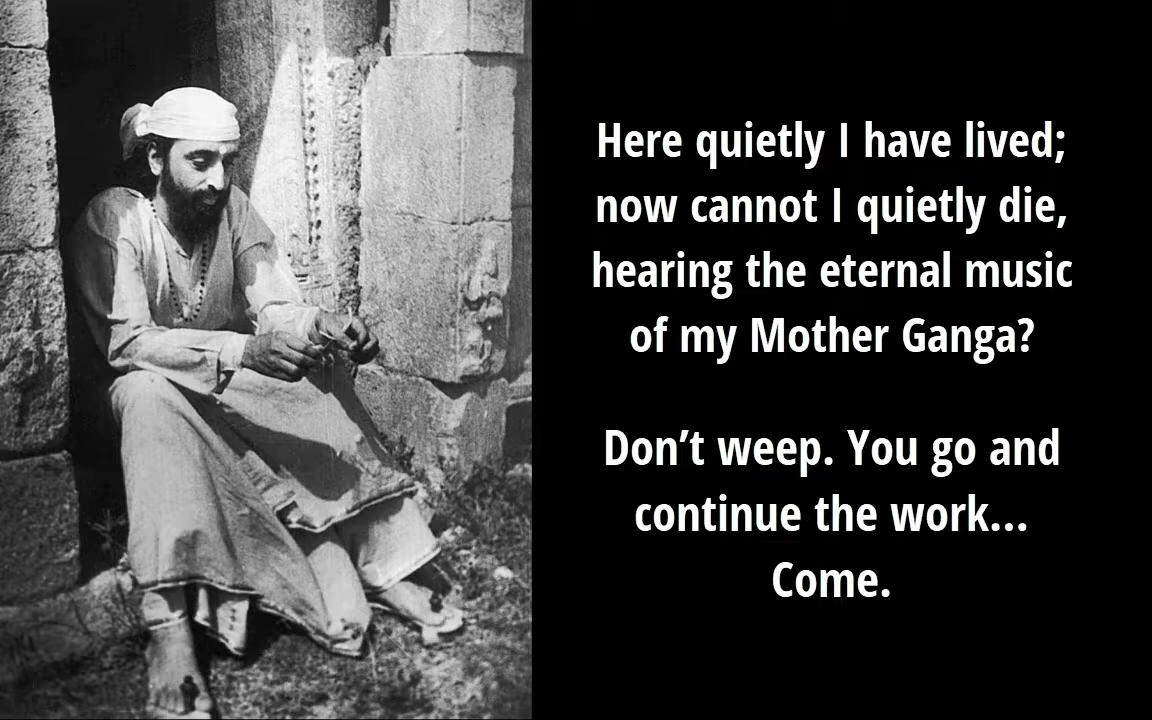 Here quietly I have lived;
now cannot I quietly die,
hearing the eternal music
of my Mother Ganga?
Don’t weep. You go and
continue the work...
Come.